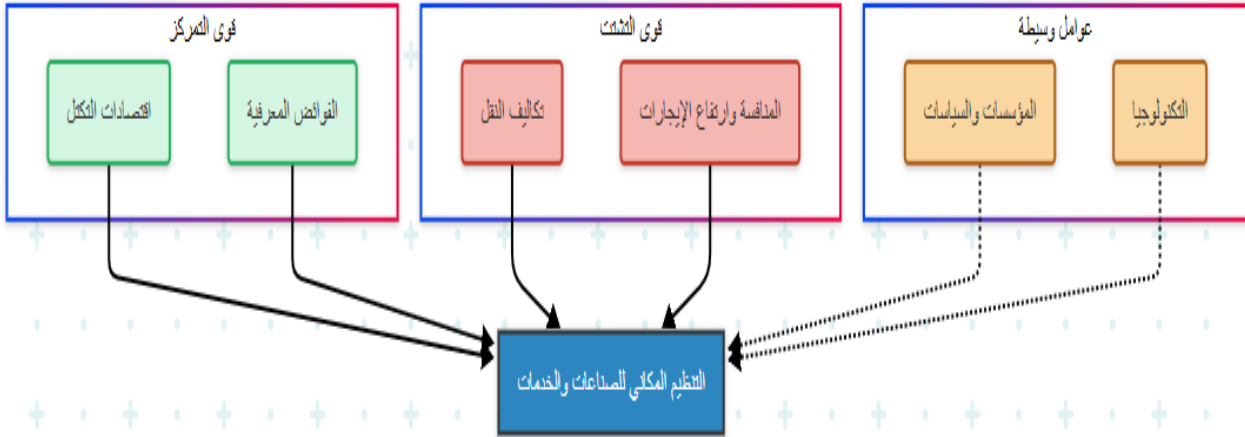 عوامل وسيطة
التكنولوجيا
المؤسسات والسياسات
قوى التشتت
المنافسة وارتفاع الإيجارات
تكاليف النقل
قوى التمركز
الفوائض المعرفية
اقتصادات التكتل
التنظيم المكاني للصناعات والخدمات